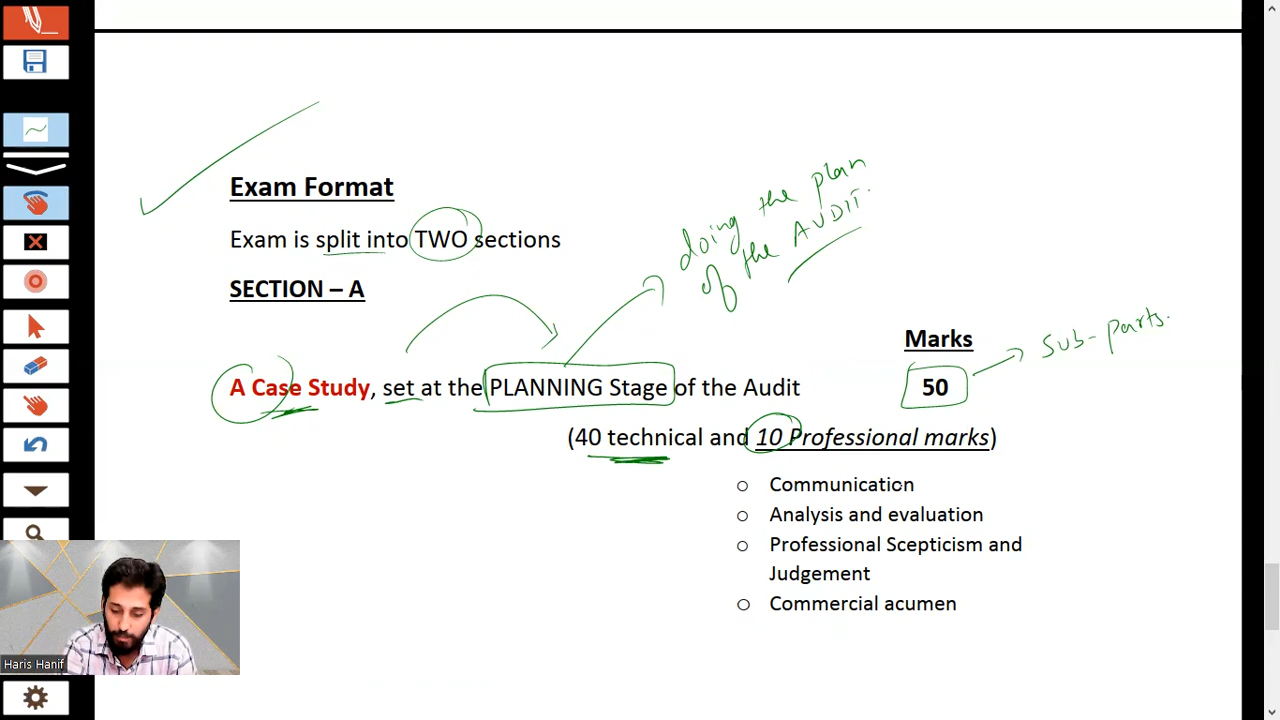 Exam Format
Exam is split into TWO sections
SECTION – A
doing the plan
of the AUDIT.
Marks
Sub-parts.
A Case Study, set at the PLANNING Stage of the Audit
50
(40 technical and 10 Professional marks)
o Communication
o Analysis and evaluation
o Professional Scepticism and
Judgement
o Commercial acumen
Haris Hanif